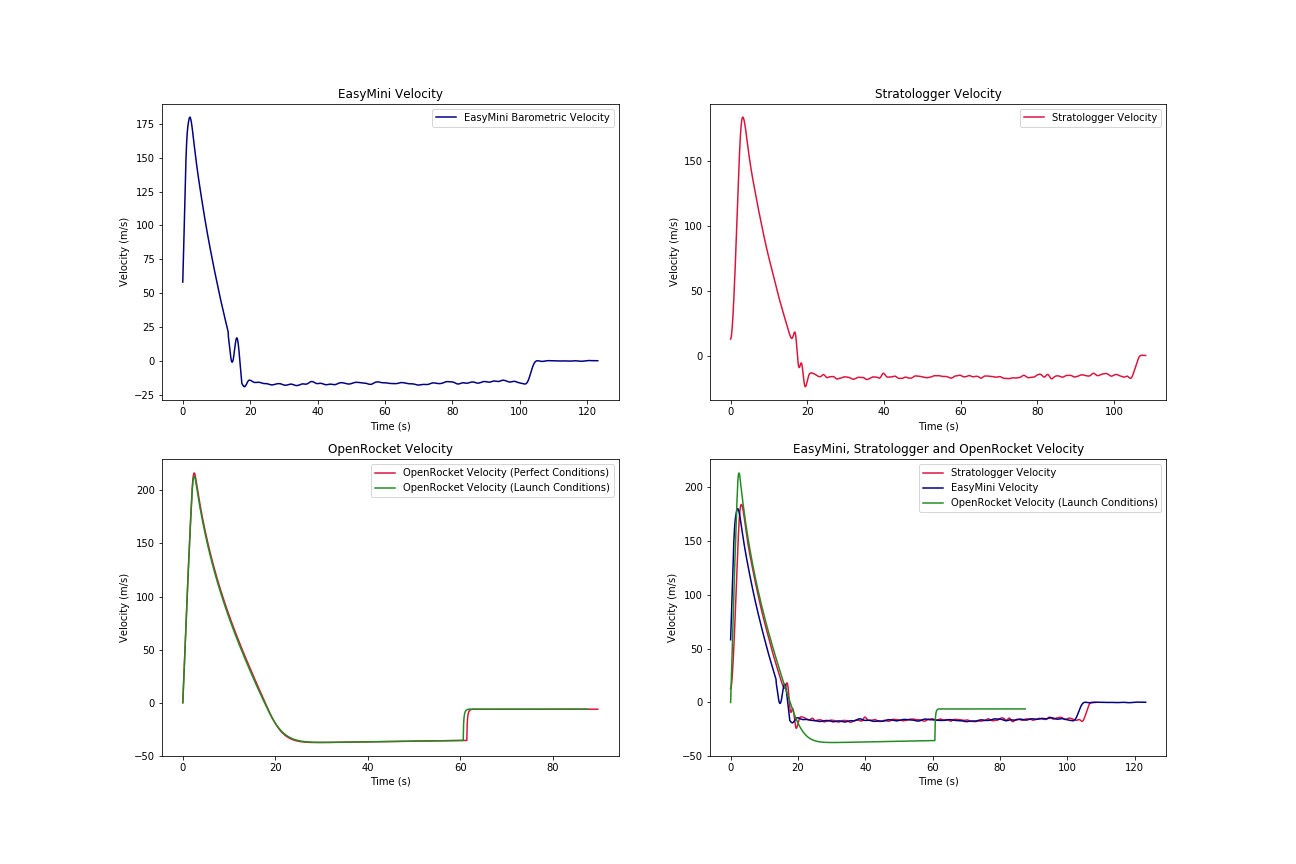 EasyMini Velocity
EasyMini Barometric Velocity
Velocity (m/s)
175
150
125
100
75
50
25
0
−25
0 20 40 60 80 100 120
Time (s)
Stratologger Velocity
Stratologger Velocity
Velocity (m/s)
150
100
50
0
0 20 40 60 80 100
Time (s)
OpenRocket Velocity
OpenRocket Velocity (Perfect Conditions)
OpenRocket Velocity (Launch Conditions)
Velocity (m/s)
200
150
100
50
0
−50
0 20 40 60 80
Time (s)
EasyMini, Stratologger and OpenRocket Velocity
Stratologger Velocity
EasyMini Velocity
OpenRocket Velocity (Launch Conditions)
Velocity (m/s)
200
150
100
50
0
−50
0 20 40 60 80 100 120
Time (s)